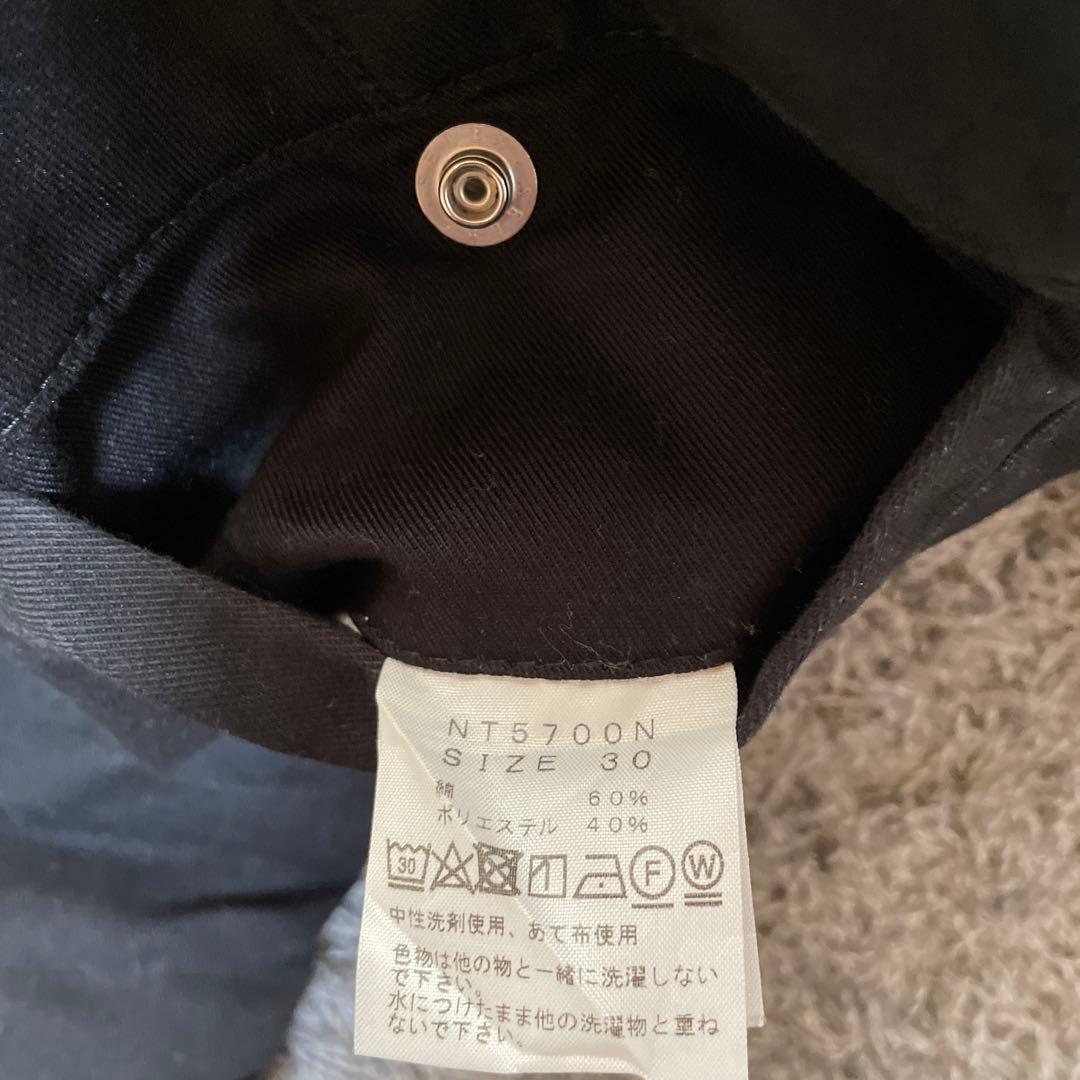 NT5700N
SIZE 30
綿 60%
ポリエステル 40%
30 F W
中性洗剤使用、あて布使用
色物は他の物と一緒に洗濯しない
で下さい。
水につけたまま他の洗濯物と重ね
ないで下さい。